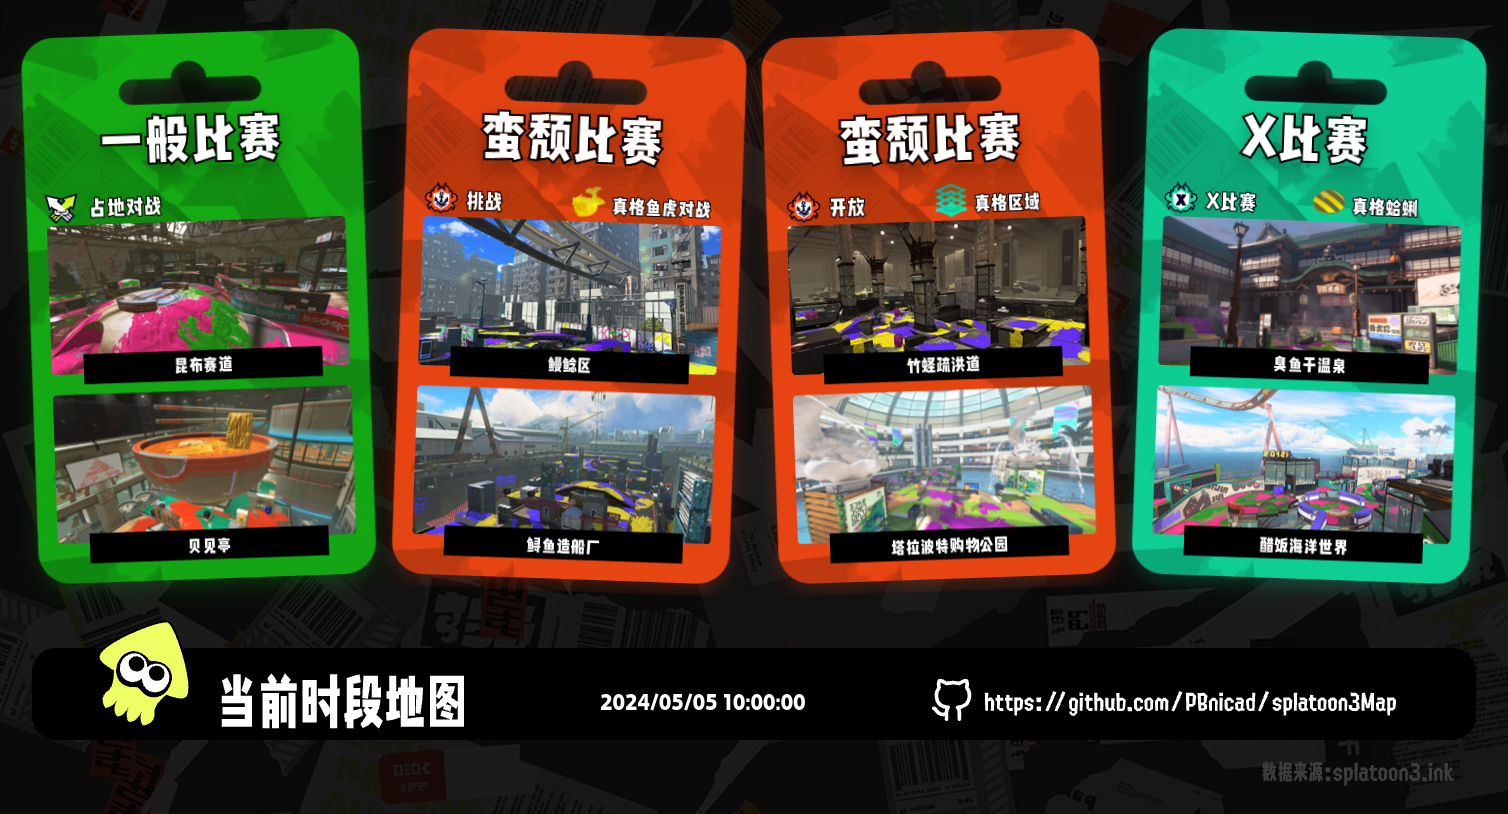 一般比赛
占地对战
昆布赛道
贝见亭
蛮颓比赛
挑战
真格鱼虎对战
鳗鲶区
鲟鱼造船厂
蛮颓比赛
开放
真格区域
竹蛏疏洪道
塔拉波特购物公园
X比赛
X比赛
真格蛤蜊
臭鱼干温泉
醋饭海洋世界
当前时段地图
2024/05/05 10:00:00
https://github.com/PBnicad/splatoon3Map
数据来源:splatoon3.ink